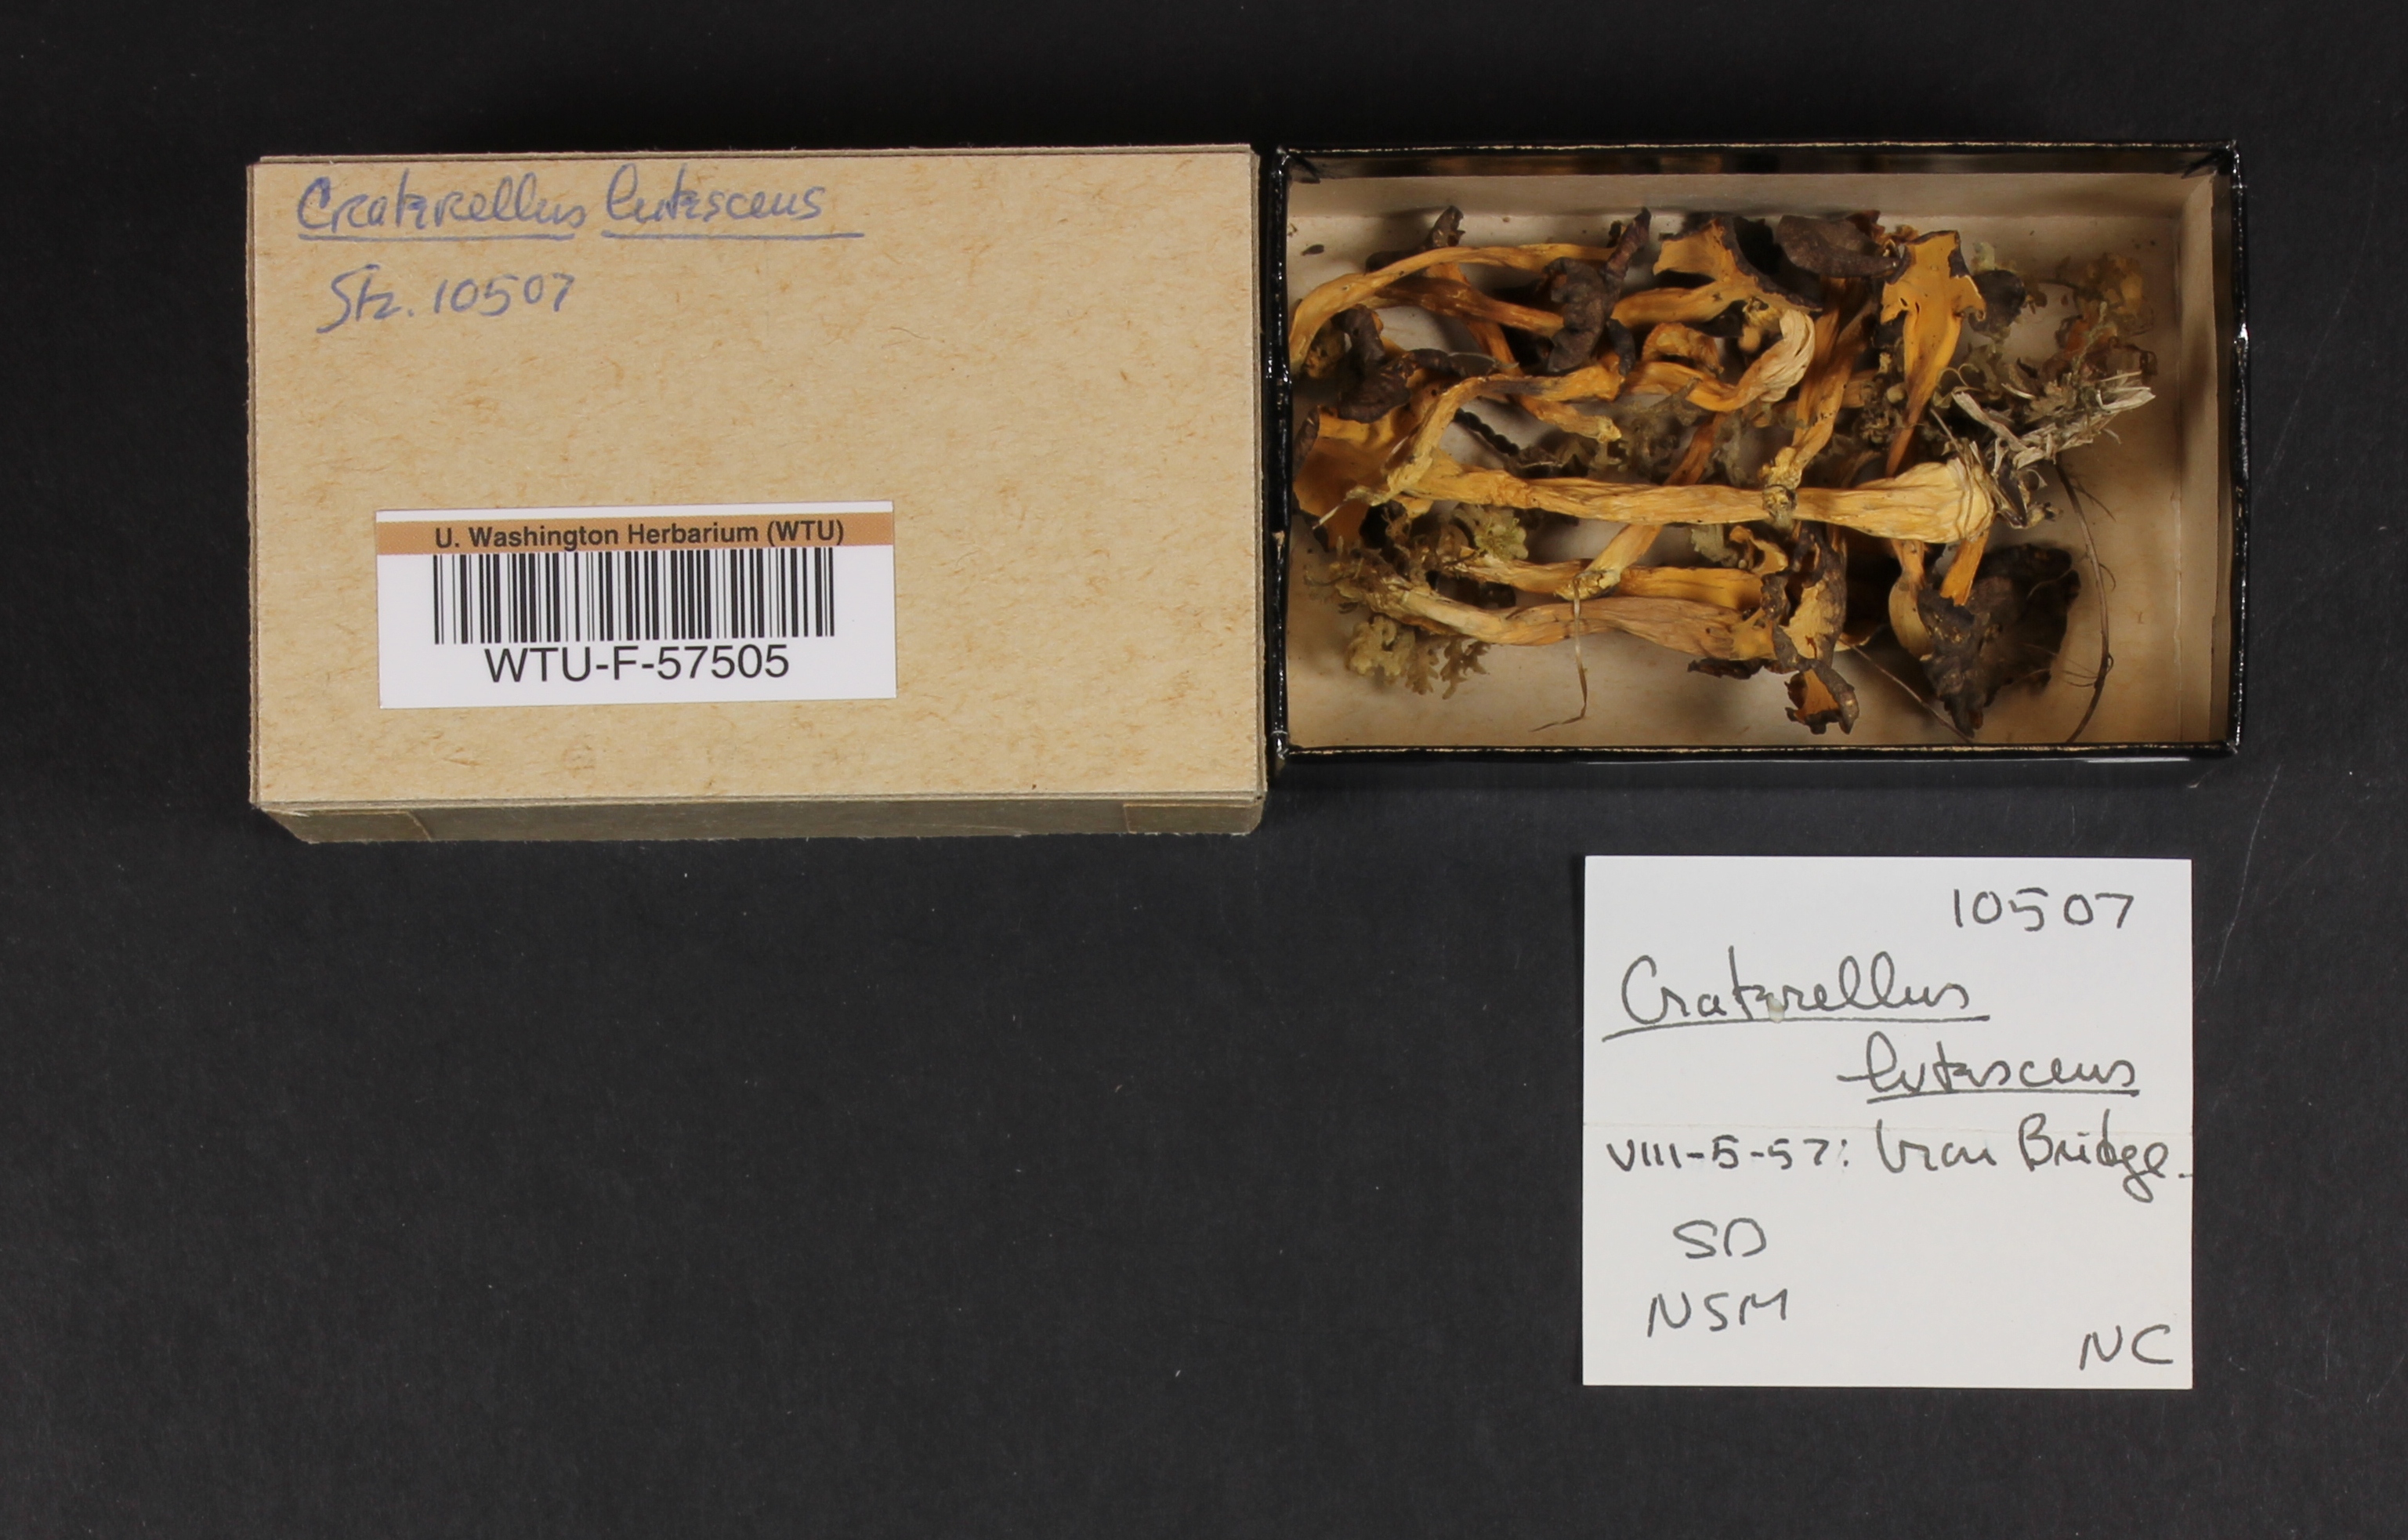 Craterellus lutescens
Stz. 10507
U. Washington Herbarium (WTU)
WTU-F-57505
10507
Craterellus
lutescens
VIII-5-57: Iron Bridge.
SD
NSM
NC